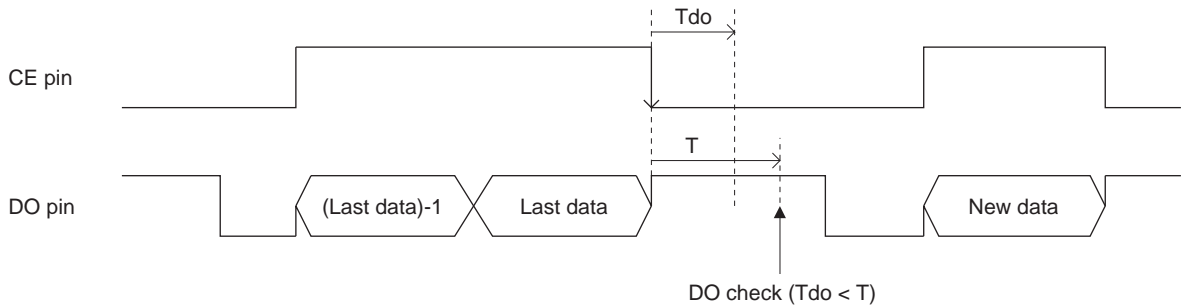 Tdo
CE pin
T
DO pin
(Last data)-1
Last data
New data
DO check (Tdo < T)